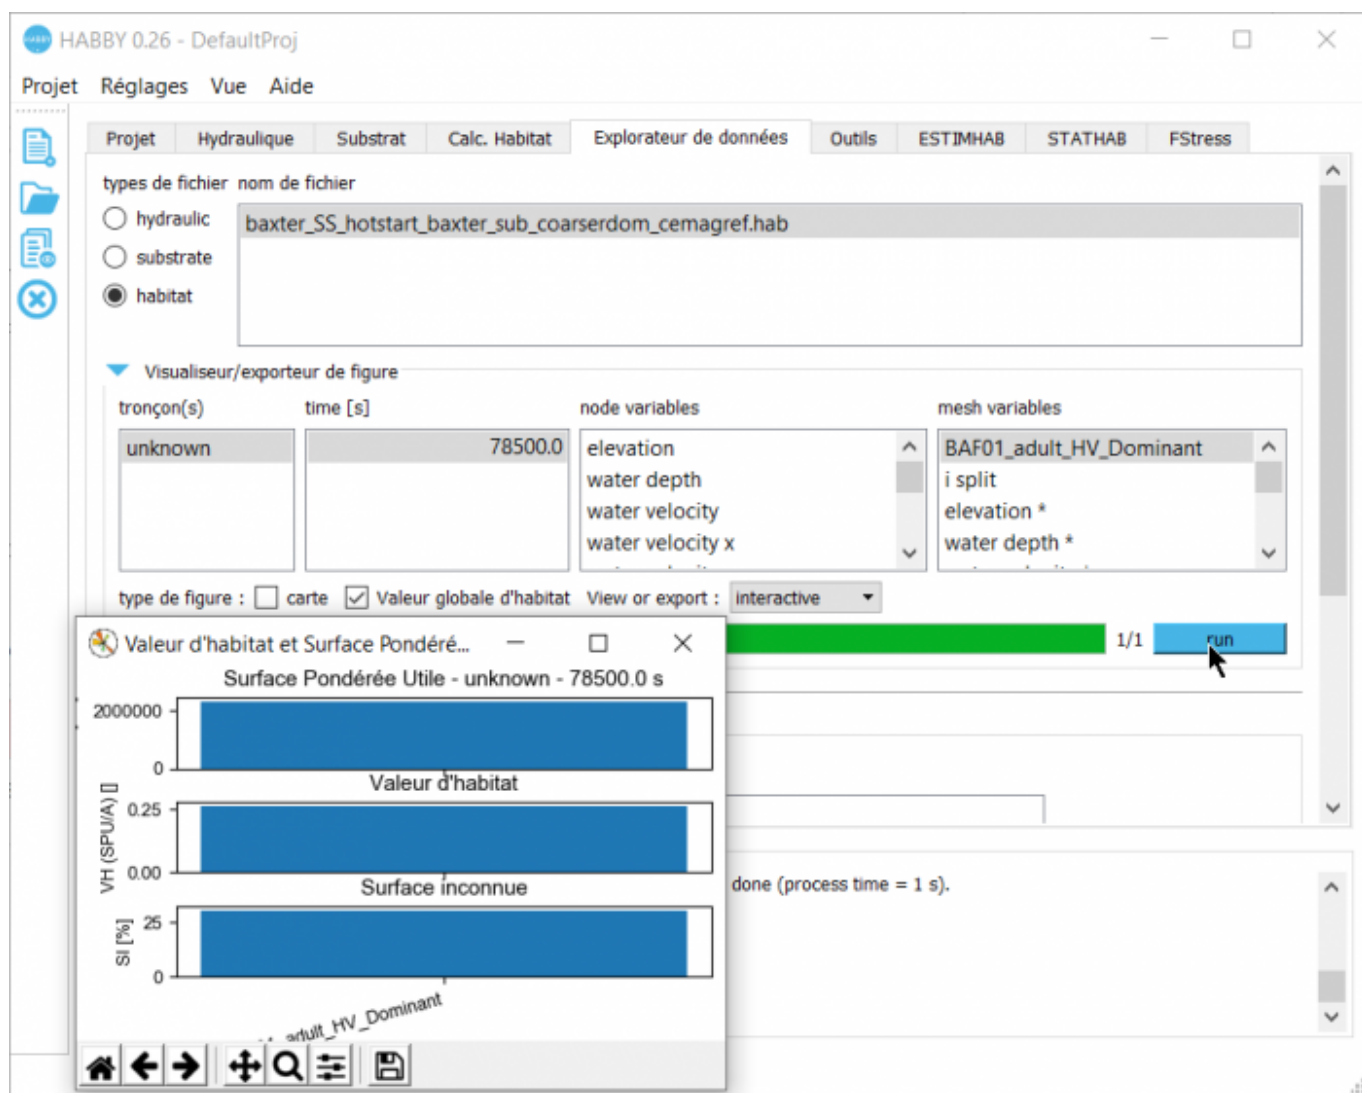 HABBY 0.26 - DefaultProj
Projet Réglages Vue Aide
Projet Hydraulique Substrat Calc. Habitat Explorateur de données Outils ESTIMHAB STATHAB FStress
types de fichier nom de fichier
hydraulic
baxter_SS_hotstart_baxter_sub_coarserdom_cemagref.hab
substrate
habitat
Visualiseur/exporteur de figure
tronçon(s) time [s] node variables mesh variables
unknown 78500.0 elevation BAF01_adult_HV_Dominant
water depth i split
water velocity elevation *
water velocity x water depth *
type de figure : carte Valeur globale d'habitat View or export : interactive
1/1 run
Valeur d'habitat et Surface Pondéré...
Surface Pondérée Utile - unknown - 78500.0 s
2000000
0
Valeur d'habitat
VH (SPU/A) []
0.25
0.00
Surface inconnue
SI [%]
25
0
_adult_HV_Dominant
done (process time = 1 s).